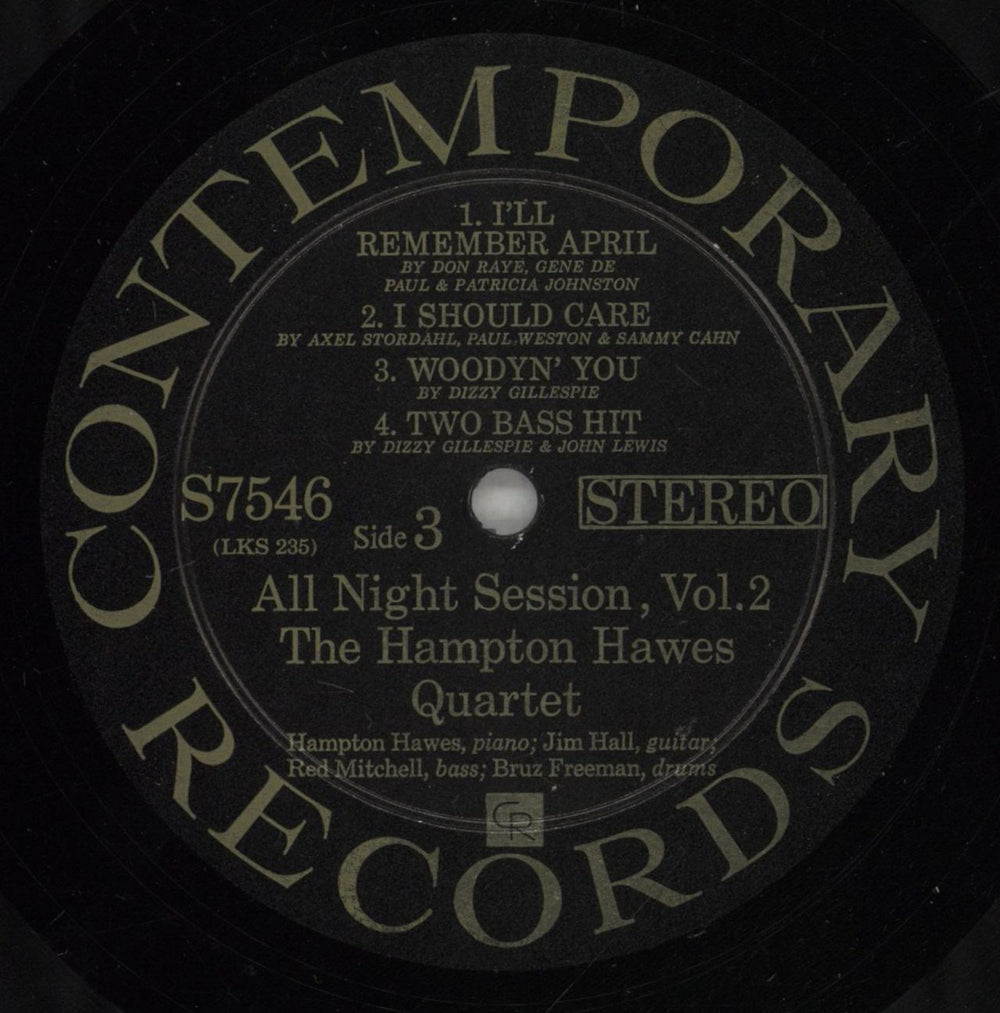 CONTEMPORARY
1. I'LL
REMEMBER APRIL
BY DON RAYE, GENE DE
PAUL & PATRICIA JOHNSTON
2. I SHOULD CARE
BY AXEL STORDAHL, PAUL WESTON & SAMMY CAHN
3. WOODYN' YOU
BY DIZZY GILLESPIE
4. TWO BASS HIT
BY DIZZY GILLESPIE & JOHN LEWIS
S7546
(LKS 235)
Side 3
STEREO
All Night Session, Vol.2
The Hampton Hawes
Quartet
Hampton Hawes, piano; Jim Hall, guitar;
Red Mitchell, bass; Bruz Freeman, drums
CR
RECORDS